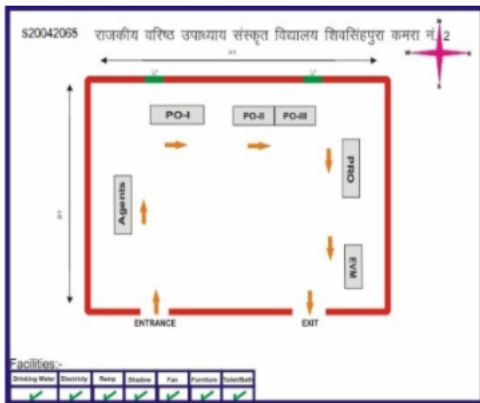 S20042065 राजकीय वरिष्ठ उपाध्याय संस्कृत विद्यालय शिवसिंहपुरा कमरा नं. 2
PO-I PO-II PO-III
PRO
Agents
EVM
ENTRANCE EXIT
Facilities:-
Drinking Water Electricity Ramp Shadow Fan Furniture Toilet/Bath